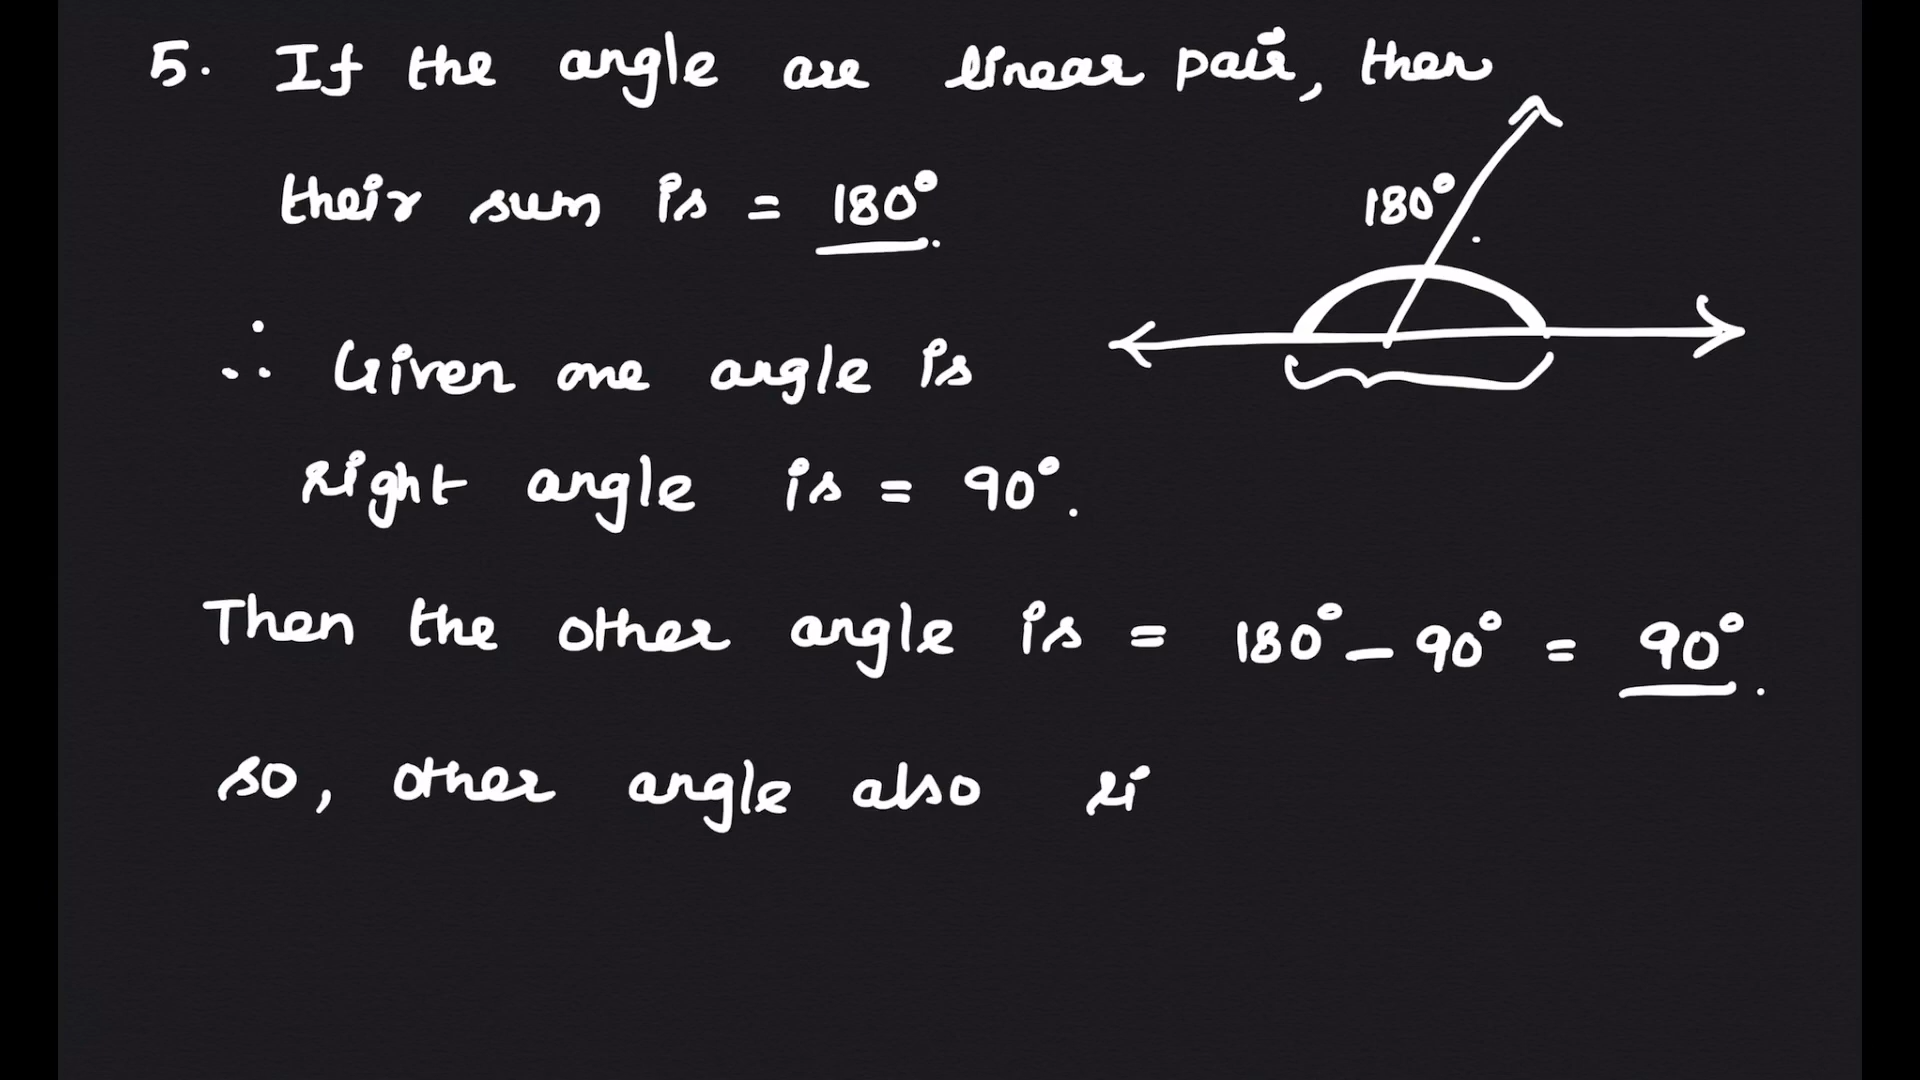 5. If the angle are linear pair, then
their sum is = 180°.
180°
∴ Given one angle is
right angle is = 90°.
Then the other angle is = 180° - 90° = 90°.
so, other angle also ri